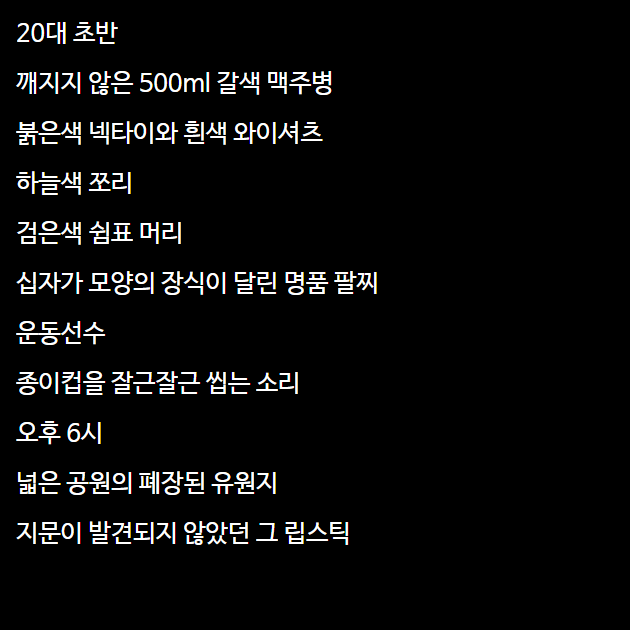 20대 초반
깨지지 않은 500ml 갈색 맥주병
붉은색 넥타이와 흰색 와이셔츠
하늘색 쪼리
검은색 쉼표 머리
십자가 모양의 장식이 달린 명품 팔찌
운동선수
종이컵을 잘근잘근 씹는 소리
오후 6시
넓은 공원의 폐장된 유원지
지문이 발견되지 않았던 그 립스틱